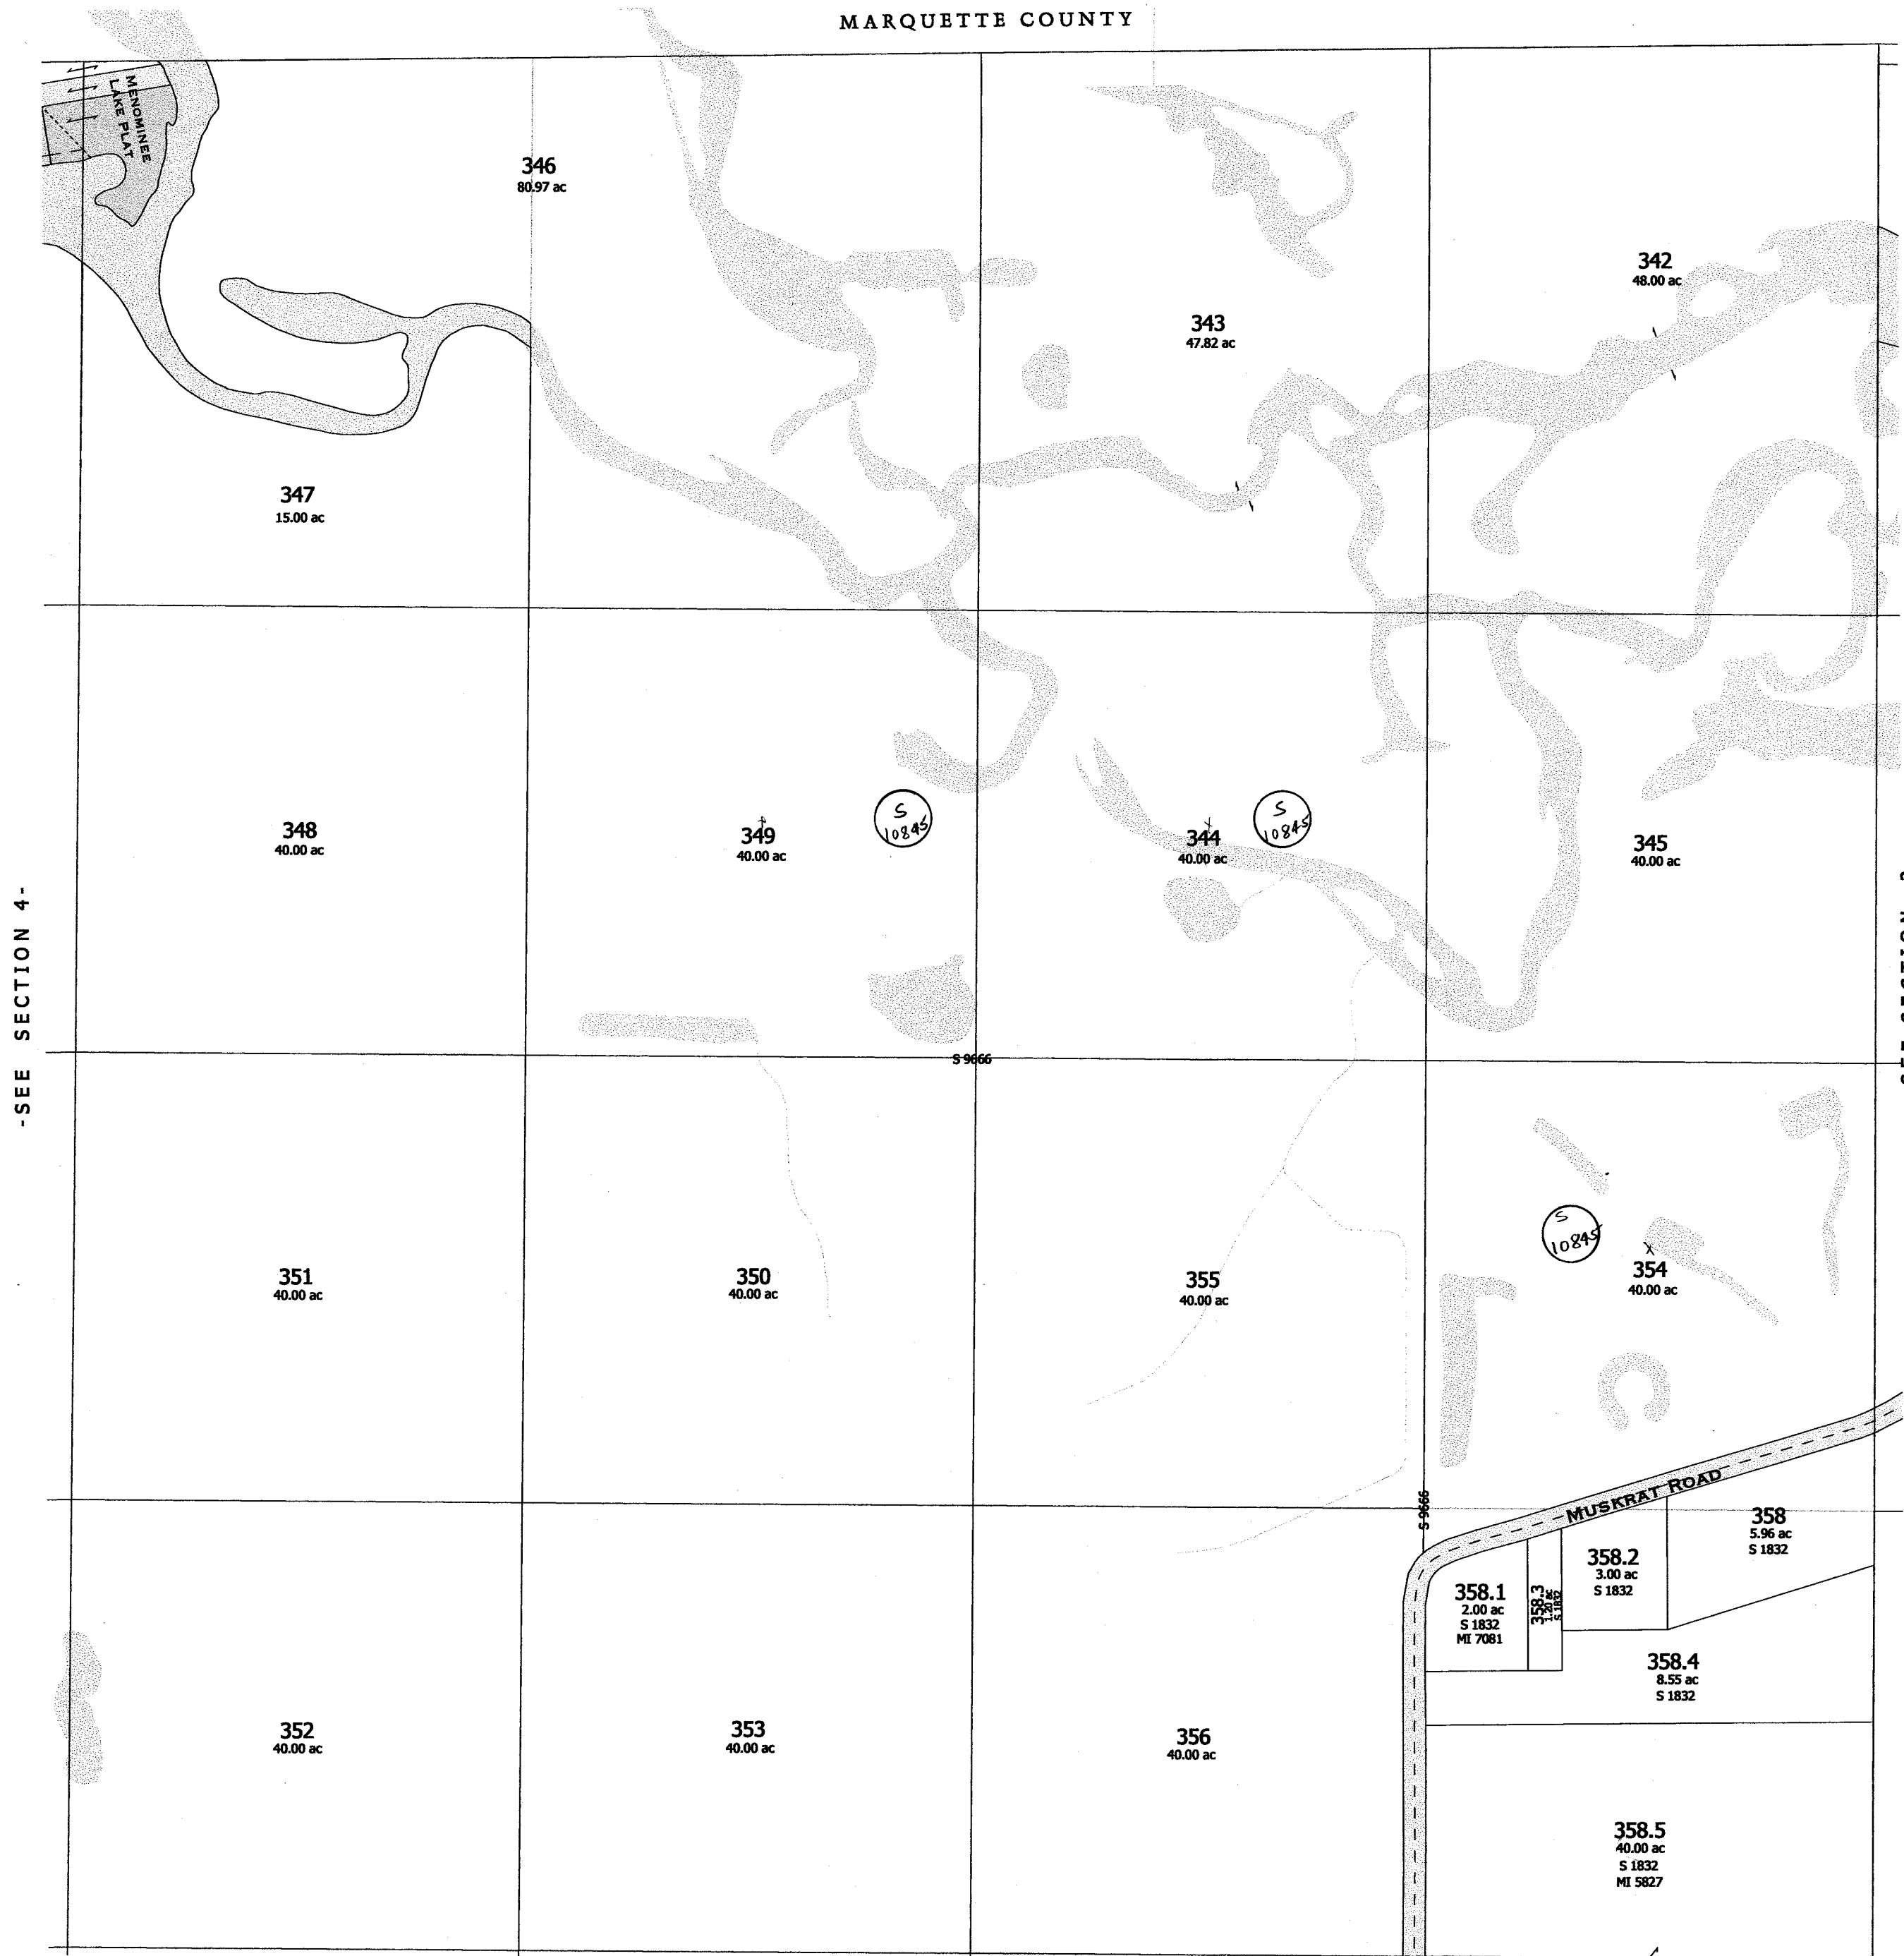 MARQUETTE COUNTY
MENOMINEE
LAKE PLAT
346
80.97 ac
342
48.00 ac
343
47.82 ac
347
15.00 ac
S
10845
S
10845
348
40.00 ac
349
40.00 ac
344
40.00 ac
345
40.00 ac
-SEE SECTION 4-
S 9666
S
10845
351
40.00 ac
350
40.00 ac
355
40.00 ac
354
40.00 ac
MUSKRAT ROAD
S 9666
358
5.96 ac
S 1832
358.2
3.00 ac
S 1832
358.1
2.00 ac
S 1832
MI 7081
358.3
1.20 ac
S 1832
358.4
8.55 ac
S 1832
352
40.00 ac
353
40.00 ac
356
40.00 ac
358.5
40.00 ac
S 1832
MI 5827